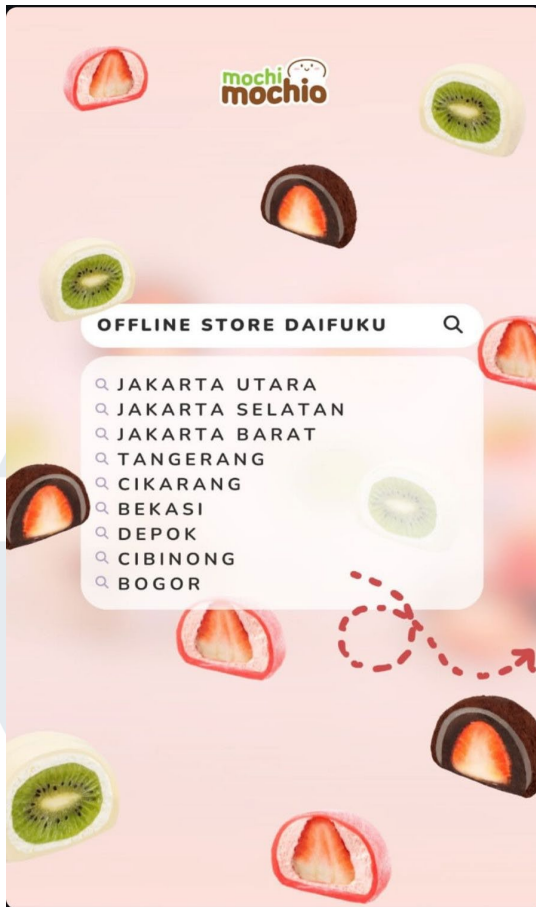 mochi
mochio
OFFLINE STORE DAIFUKU
JAKARTA UTARA
JAKARTA SELATAN
JAKARTA BARAT
TANGERANG
CIKARANG
BEKASI
DEPOK
CIBINONG
BOGOR